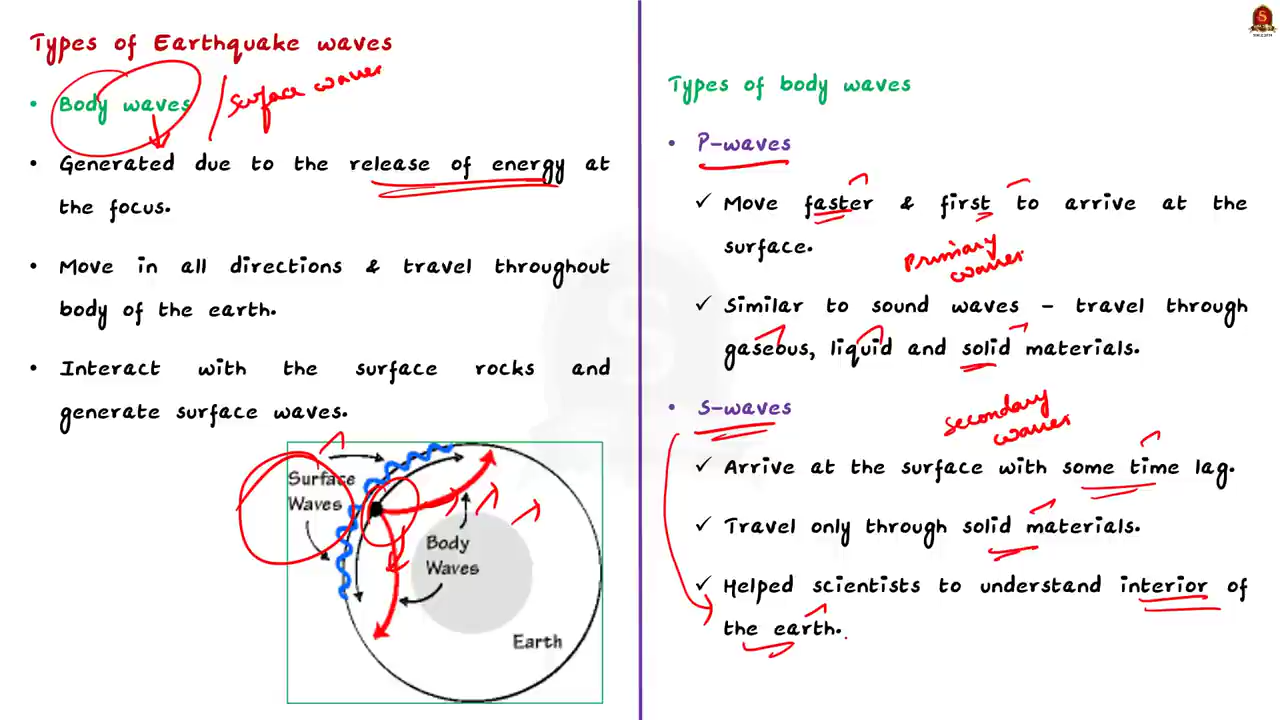 Types of Earthquake waves
• Body waves / Surface waves
• Generated due to the release of energy at
the focus.
• Move in all directions & travel throughout
body of the earth.
• Interact with the surface rocks and
generate surface waves.
Surface
Waves
Body
Waves
Earth
Types of body waves
• P-waves
✓ Move faster & first to arrive at the
surface.
Primary
waves
✓ Similar to sound waves – travel through
gaseous, liquid and solid materials.
• S-waves
Secondary
waves
✓ Arrive at the surface with some time lag.
✓ Travel only through solid materials.
✓ Helped scientists to understand interior of
the earth.